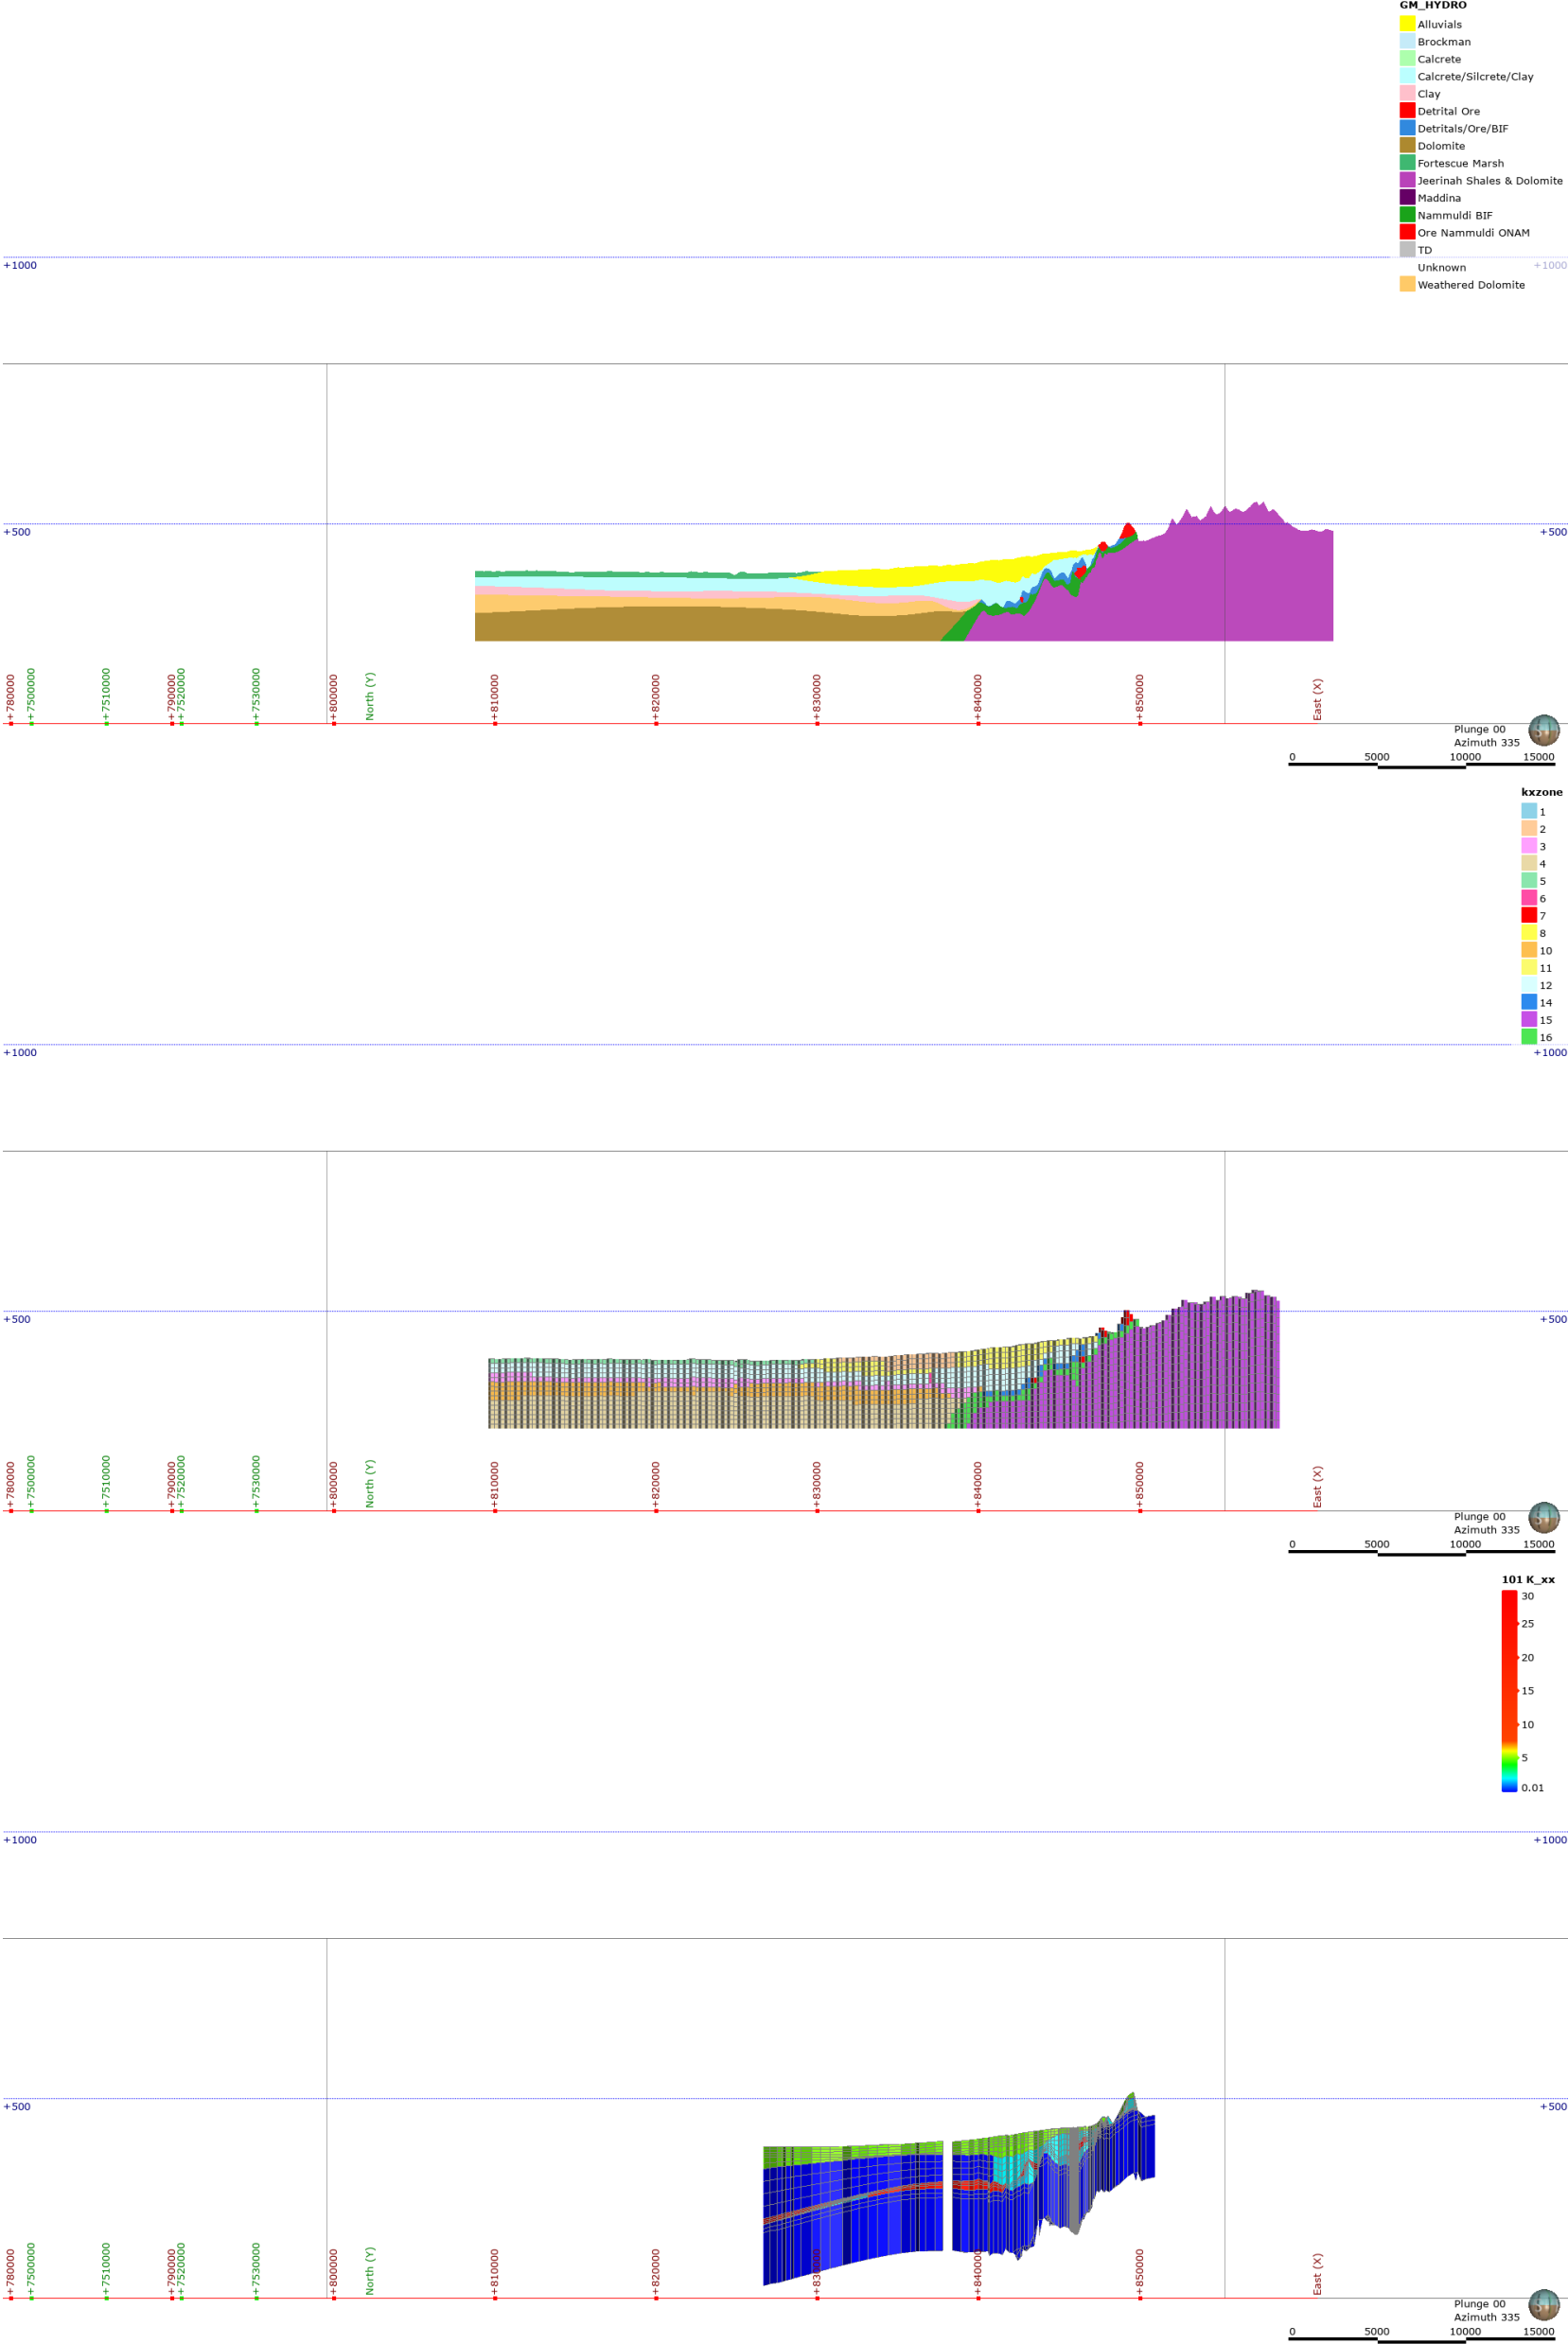 GM_HYDRO
Alluvials
Brockman
Calcrete
Calcrete/Silcrete/Clay
Clay
Detrital Ore
Detritals/Ore/BIF
Dolomite
Fortescue Marsh
Jeerinah Shales & Dolomite
Maddina
Nammuldi BIF
Ore Nammuldi ONAM
TD
Unknown
Weathered Dolomite
+1000 +1000
+500 +500
+780000 +7500000 +7510000 +790000 +7520000 +7530000 +800000 North (Y) +810000 +820000 +830000 +840000 +850000 East (X)
Plunge 00
Azimuth 335
0 5000 10000 15000
kxzone
1
2
3
4
5
6
7
8
10
11
12
14
15
16
+1000 +1000
+500 +500
+780000 +7500000 +7510000 +790000 +7520000 +7530000 +800000 North (Y) +810000 +820000 +830000 +840000 +850000 East (X)
Plunge 00
Azimuth 335
0 5000 10000 15000
101 K_xx
30
25
20
15
10
5
0.01
+1000 +1000
+500 +500
+780000 +7500000 +7510000 +790000 +7520000 +7530000 +800000 North (Y) +810000 +820000 +830000 +840000 +850000 East (X)
Plunge 00
Azimuth 335
0 5000 10000 15000